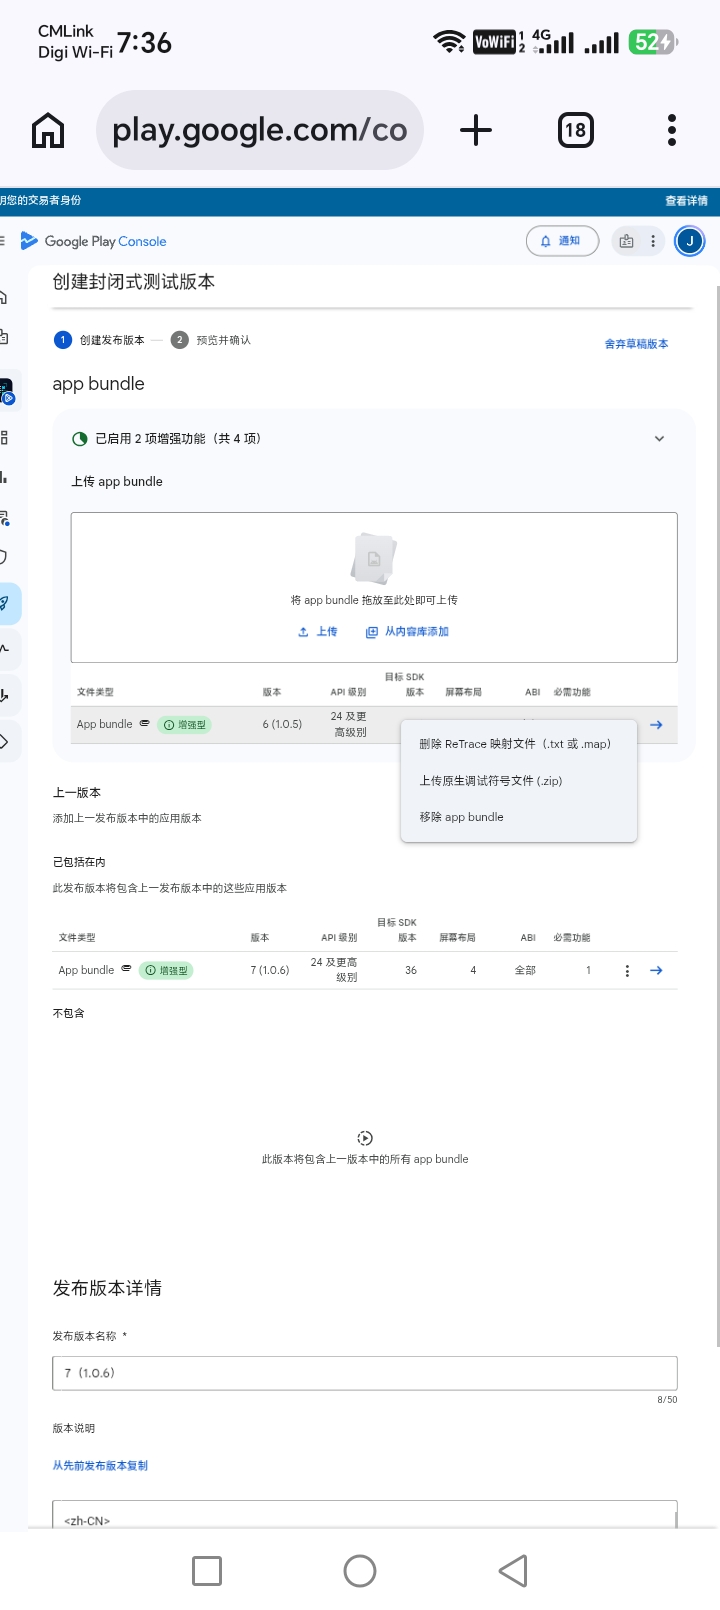 CMLink
Digi Wi-Fi
7:36
VoWiFi 1 2
4G
52
play.google.com/co
18
您的交易者身份
查看详情
Google Play Console
通知
J
创建封闭式测试版本
1 创建发布版本
2 预览并确认
舍弃草稿版本
app bundle
已启用 2 项增强功能（共 4 项）
上传 app bundle
将 app bundle 拖放至此处即可上传
上传
从内容库添加
文件类型 版本 API 级别 目标 SDK 版本 屏幕布局 ABI 必需功能
App bundle 增强型 6 (1.0.5) 24 及更高级别
删除 ReTrace 映射文件（.txt 或 .map）
上传原生调试符号文件 (.zip)
移除 app bundle
上一版本
添加上一发布版本中的应用版本
已包括在内
此发布版本将包含上一发布版本中的这些应用版本
文件类型 版本 API 级别 目标 SDK 版本 屏幕布局 ABI 必需功能
App bundle 增强型 7 (1.0.6) 24 及更高级别 36 4 全部 1
不包含
此版本将包含上一版本中的所有 app bundle
发布版本详情
发布版本名称 *
7（1.0.6）
8/50
版本说明
从先前发布版本复制
<zh-CN>